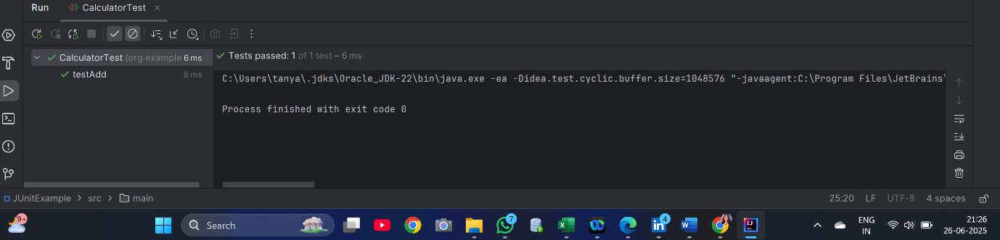 Run CalculatorTest
CalculatorTest (org.example 6 ms
testAdd 6 ms
Tests passed: 1 of 1 test – 6 ms
C:\Users\tanya\.jdks\Oracle_JDK-22\bin\java.exe -ea -Didea.test.cyclic.buffer.size=1048576 "-javaagent:C:\Program Files\JetBrains\
Process finished with exit code 0
JUnitExample > src > main 25:20 LF UTF-8 4 spaces
9+
Search
7
4
ENG
IN
21:26
26-06-2025